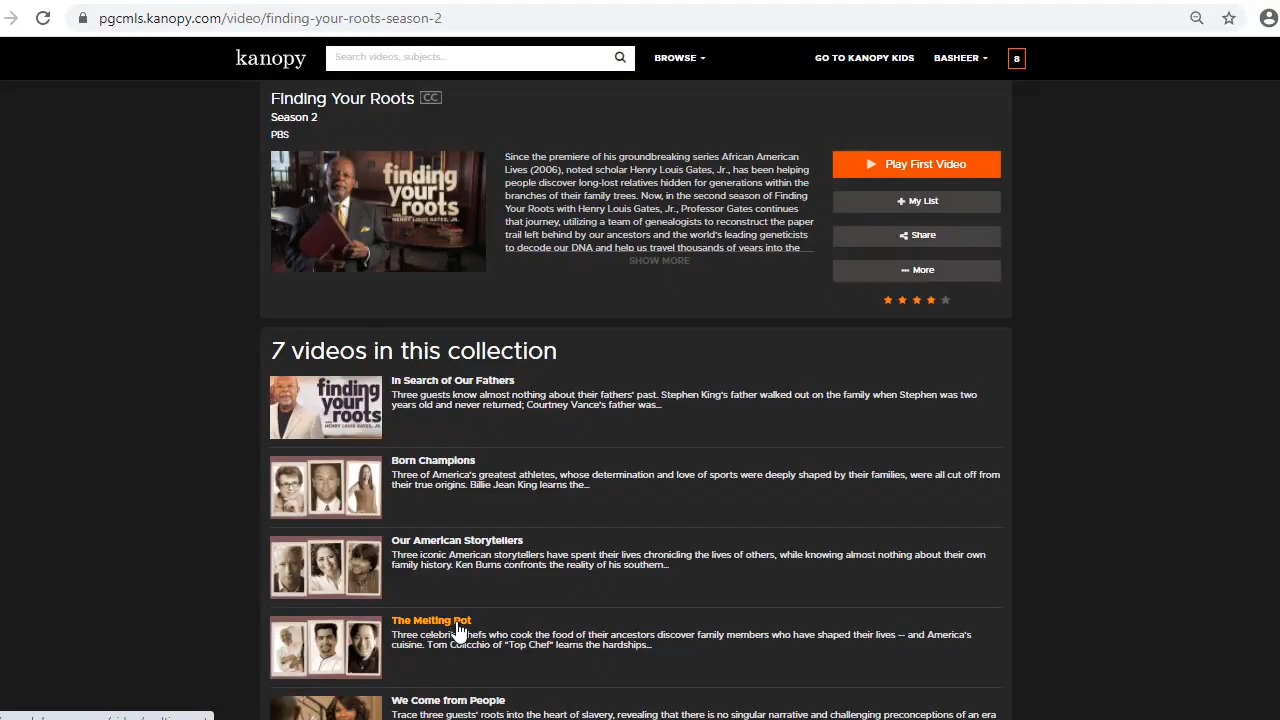 pgcmls.kanopy.com/video/finding-your-roots-season-2
kanopy
Search videos, subjects...
BROWSE
GO TO KANOPY KIDS
BASHEER
8
Finding Your Roots CC
Season 2
PBS
finding
your
roots
WITH
HENRY LOUIS GATES, JR.
Since the premiere of his groundbreaking series African American
Lives (2006), noted scholar Henry Louis Gates, Jr., has been helping
people discover long-lost relatives hidden for generations within the
branches of their family trees. Now, in the second season of Finding
Your Roots with Henry Louis Gates, Jr., Professor Gates continues
that journey, utilizing a team of genealogists to reconstruct the paper
trail left behind by our ancestors and the world's leading geneticists
to decode our DNA and help us travel thousands of years into the
SHOW MORE
Play First Video
+ My List
Share
More
7 videos in this collection
finding
your
roots
WITH HENRY LOUIS GATES, JR.
In Search of Our Fathers
Three guests know almost nothing about their fathers' past. Stephen King's father walked out on the family when Stephen was two
years old and never returned; Courtney Vance's father was...
Born Champions
Three of America's greatest athletes, whose determination and love of sports were deeply shaped by their families, were all cut off from
their true origins. Billie Jean King learns the...
Our American Storytellers
Three iconic American storytellers have spent their lives chronicling the lives of others, while knowing almost nothing about their own
family history. Ken Burns confronts the reality of his southern...
The Melting Pot
Three celebrity chefs who cook the food of their ancestors discover family members who have shaped their lives -- and America's
cuisine. Tom Colicchio of "Top Chef" learns the hardships...
We Come from People
Trace three guests' roots into the heart of slavery, revealing that there is no singular narrative and challenging preconceptions of an era